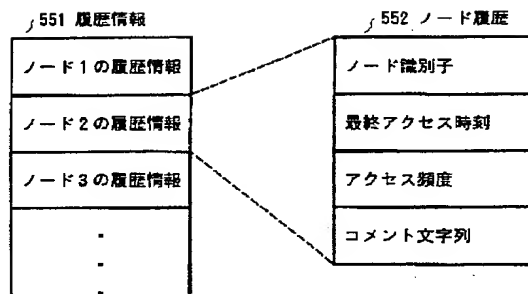 551 履歴情報
ノード1の履歴情報
ノード2の履歴情報
ノード3の履歴情報
552 ノード履歴
ノード識別子
最終アクセス時刻
アクセス頻度
コメント文字列